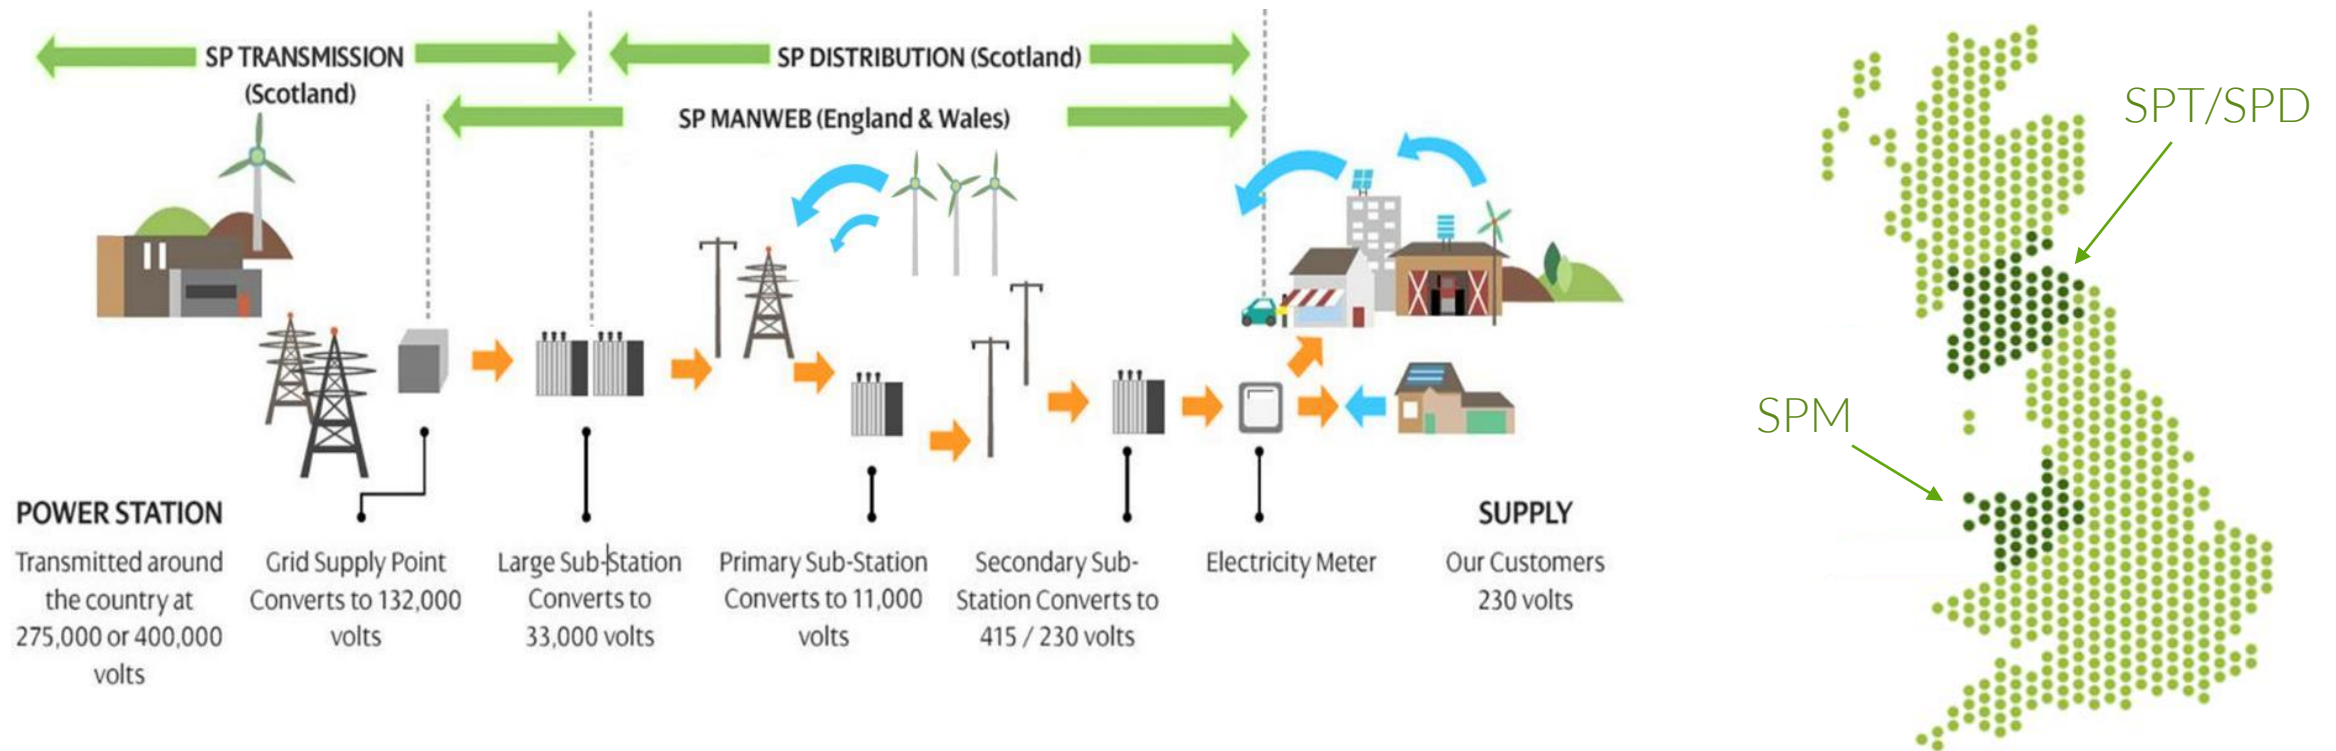 SP TRANSMISSION
(Scotland)
SP DISTRIBUTION (Scotland)
SP MANWEB (England & Wales)
POWER STATION
Transmitted around
the country at
275,000 or 400,000
volts
Grid Supply Point
Converts to 132,000
volts
Large Sub-Station
Converts to
33,000 volts
Primary Sub-Station
Converts to 11,000
volts
Secondary Sub-
Station Converts to
415 / 230 volts
Electricity Meter
SUPPLY
Our Customers
230 volts
SPT/SPD
SPM